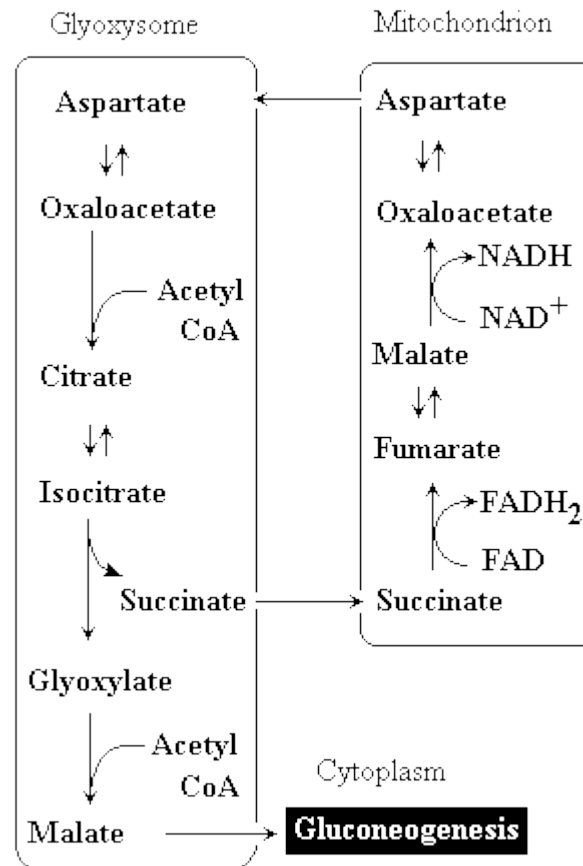 Glyoxysome
Aspartate
Oxaloacetate
Acetyl
CoA
Citrate
Isocitrate
Succinate
Glyoxylate
Acetyl
CoA
Malate
Mitochondrion
Aspartate
Oxaloacetate
NADH
NAD+
Malate
Fumarate
FADH2
FAD
Succinate
Cytoplasm
Gluconeogenesis